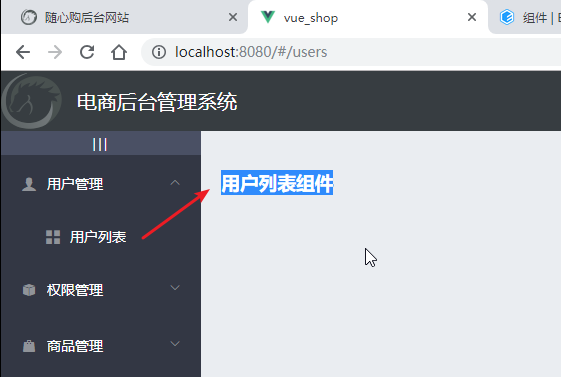 随心购后台网站
vue_shop
组件 | E
localhost:8080/#/users
电商后台管理系统
|||
用户管理
用户列表组件
用户列表
权限管理
商品管理